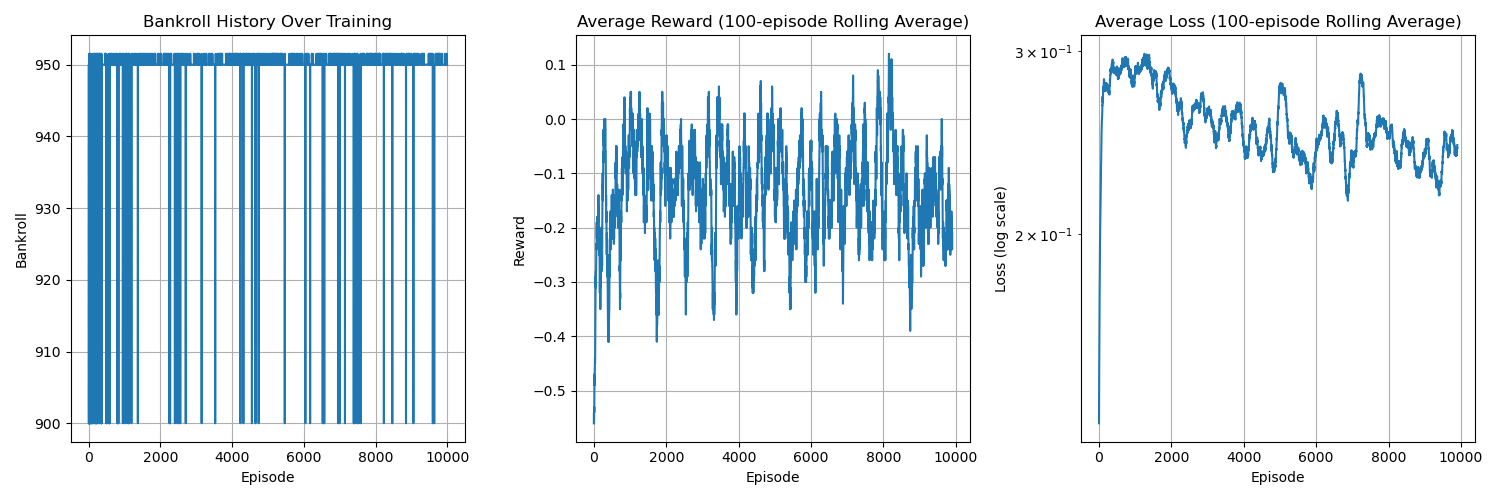 Bankroll History Over Training
950
940
930
920
910
900
Bankroll
0 2000 4000 6000 8000 10000
Episode
Average Reward (100-episode Rolling Average)
0.1
0.0
−0.1
−0.2
−0.3
−0.4
−0.5
Reward
0 2000 4000 6000 8000 10000
Episode
Average Loss (100-episode Rolling Average)
3 × 10⁻¹
2 × 10⁻¹
Loss (log scale)
0 2000 4000 6000 8000 10000
Episode